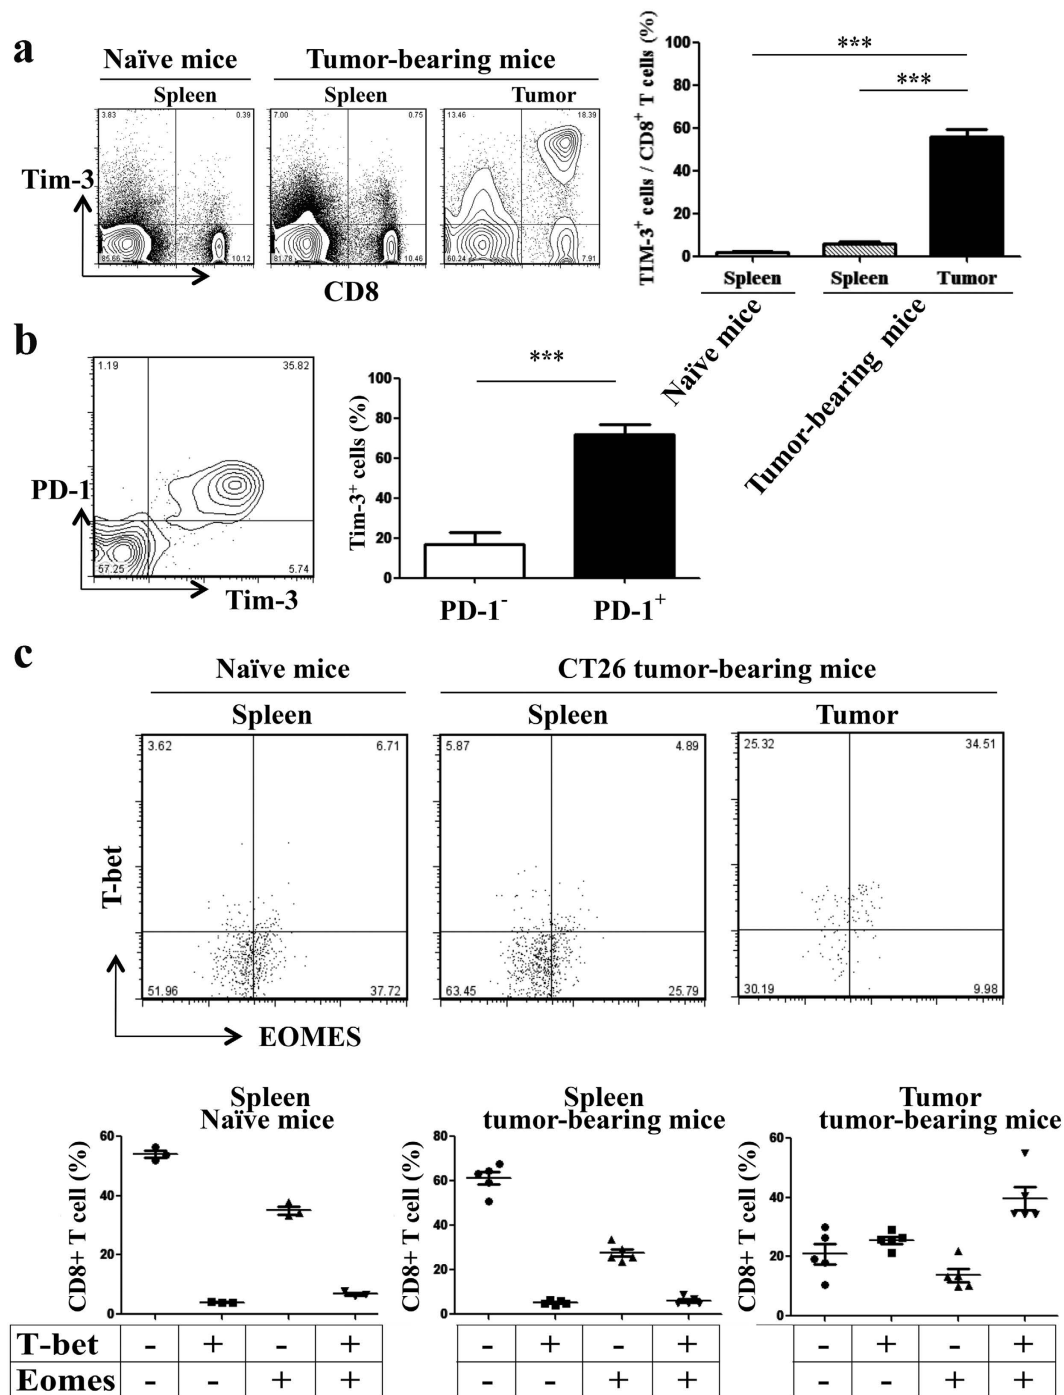 a
Naïve mice
Tumor-bearing mice
Spleen
Spleen
Tumor
3.83
0.39
85.66
10.12
7.00
0.75
81.78
10.46
13.46
18.39
60.24
7.91
Tim-3
CD8
TIM-3+ cells / CD8+ T cells (%)
100
80
60
40
20
0
***
***
Spleen
Spleen
Tumor
Naïve mice
Tumor-bearing mice
b
1.19
35.82
57.25
5.74
PD-1
Tim-3
Tim-3+ cells (%)
100
80
60
40
20
0
***
PD-1-
PD-1+
c
Naïve mice
CT26 tumor-bearing mice
Spleen
Spleen
Tumor
3.62
6.71
51.96
37.72
5.87
4.89
63.45
25.79
25.32
34.51
30.19
9.98
T-bet
EOMES
Spleen
Naïve mice
CD8+ T cell (%)
60
40
20
0
Spleen
tumor-bearing mice
CD8+ T cell (%)
80
60
40
20
0
Tumor
tumor-bearing mice
CD8+ T cell (%)
60
40
20
0
T-bet - + - + - + - + - + - +
Eomes - - + + - - + + - - + +